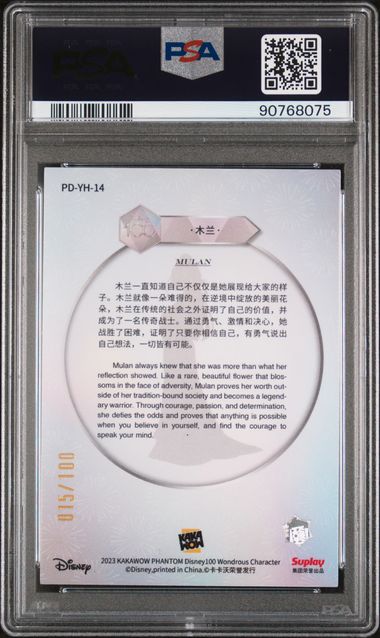 PSA
PSA
90768075
PD-YH-14
·木兰·
MULAN
木兰一直知道自己不仅仅是她展现给大家的样
子。木兰就像一朵难得的，在逆境中绽放的美丽花
朵，木兰在传统的社会之外证明了自己的价值，并
成为了一名传奇战士。通过勇气、激情和决心，她
战胜了困难，证明了只要你相信自己，有勇气说出
自己想法，一切皆有可能。
Mulan always knew that she was more than what her
reflection showed. Like a rare, beautiful flower that blos-
soms in the face of adversity, Mulan proves her worth out-
side of her tradition-bound society and becomes a legend-
ary warrior. Through courage, passion, and determination,
she defies the odds and proves that anything is possible
when you believe in yourself, and find the courage to
speak your mind.
015/100
KAKA
WOW
Disney
2023 KAKAWOW PHANTOM Disney100 Wondrous Character
©Disney,printed in China.©卡卡沃荣誉发行
Suplay
集团荣誉出品